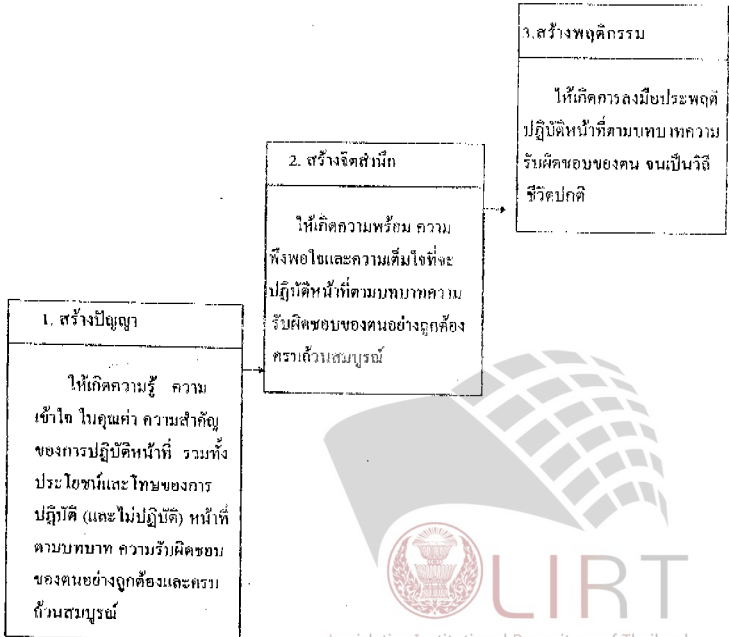 3.สร้างพฤติกรรม
ให้เกิดการลงมือประพฤติ
ปฏิบัติหน้าที่ตามบทบาทความ
รับผิดชอบของตน จนเป็นวิถี
ชีวิตปกติ
2. สร้างจิตสำนึก
ให้เกิดความพร้อม ความ
พึงพอใจและความเต็มใจที่จะ
ปฏิบัติหน้าที่ตามบทบาทความ
รับผิดชอบของตนอย่างถูกต้อง
ครบถ้วนสมบูรณ์
1. สร้างปัญญา
ให้เกิดความรู้ ความ
เข้าใจ ในคุณค่า ความสำคัญ
ของการปฏิบัติหน้าที่ รวมทั้ง
ประโยชน์และโทษของการ
ปฏิบัติ (และไม่ปฏิบัติ) หน้าที่
ตามบทบาท ความรับผิดชอบ
ของตนอย่างถูกต้องและครบ
ถ้วนสมบูรณ์
LIRT